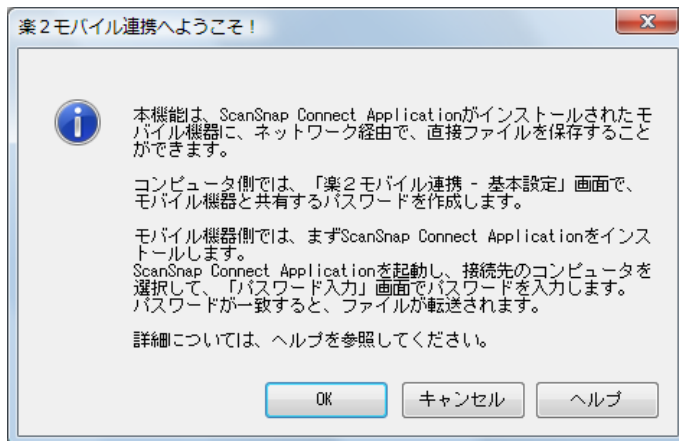 楽２モバイル連携へようこそ！
本機能は、ScanSnap Connect Applicationがインストールされたモ
バイル機器に、ネットワーク経由で、直接ファイルを保存すること
ができます。
コンピュータ側では、「楽２モバイル連携 - 基本設定」画面で、
モバイル機器と共有するパスワードを作成します。
モバイル機器側では、まずScanSnap Connect Applicationをインス
トールします。
ScanSnap Connect Applicationを起動し、接続先のコンピュータを
選択して、「パスワード入力」画面でパスワードを入力します。
パスワードが一致すると、ファイルが転送されます。
詳細については、ヘルプを参照してください。
OK
キャンセル
ヘルプ